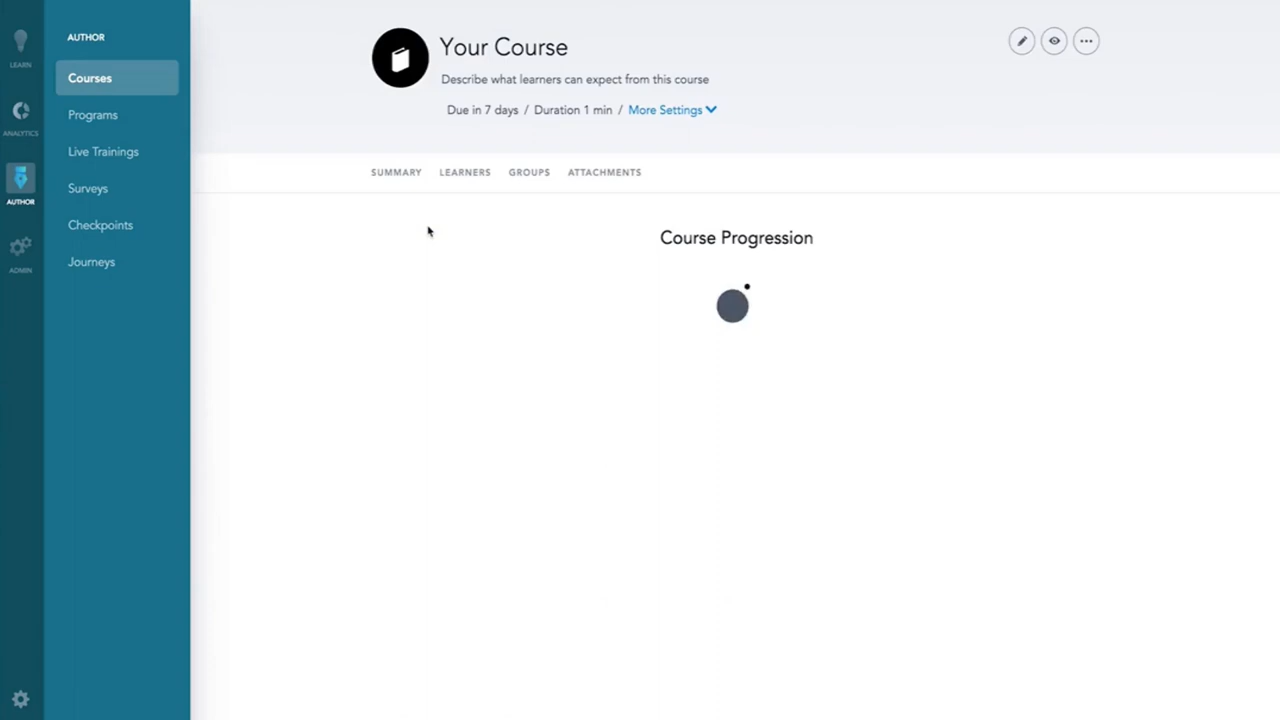 LEARN
ANALYTICS
AUTHOR
ADMIN
AUTHOR
Courses
Programs
Live Trainings
Surveys
Checkpoints
Journeys
Your Course
Describe what learners can expect from this course
Due in 7 days / Duration 1 min / More Settings
SUMMARY LEARNERS GROUPS ATTACHMENTS
Course Progression